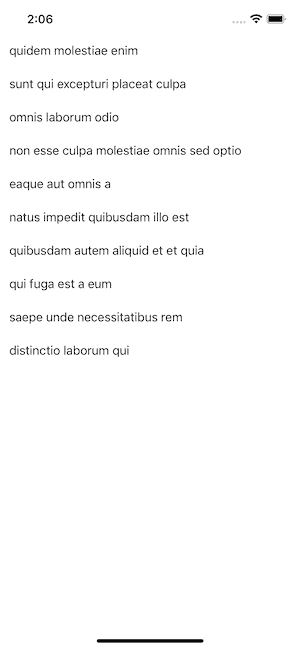 2:06
quidem molestiae enim
sunt qui excepturi placeat culpa
omnis laborum odio
non esse culpa molestiae omnis sed optio
eaque aut omnis a
natus impedit quibusdam illo est
quibusdam autem aliquid et et quia
qui fuga est a eum
saepe unde necessitatibus rem
distinctio laborum qui